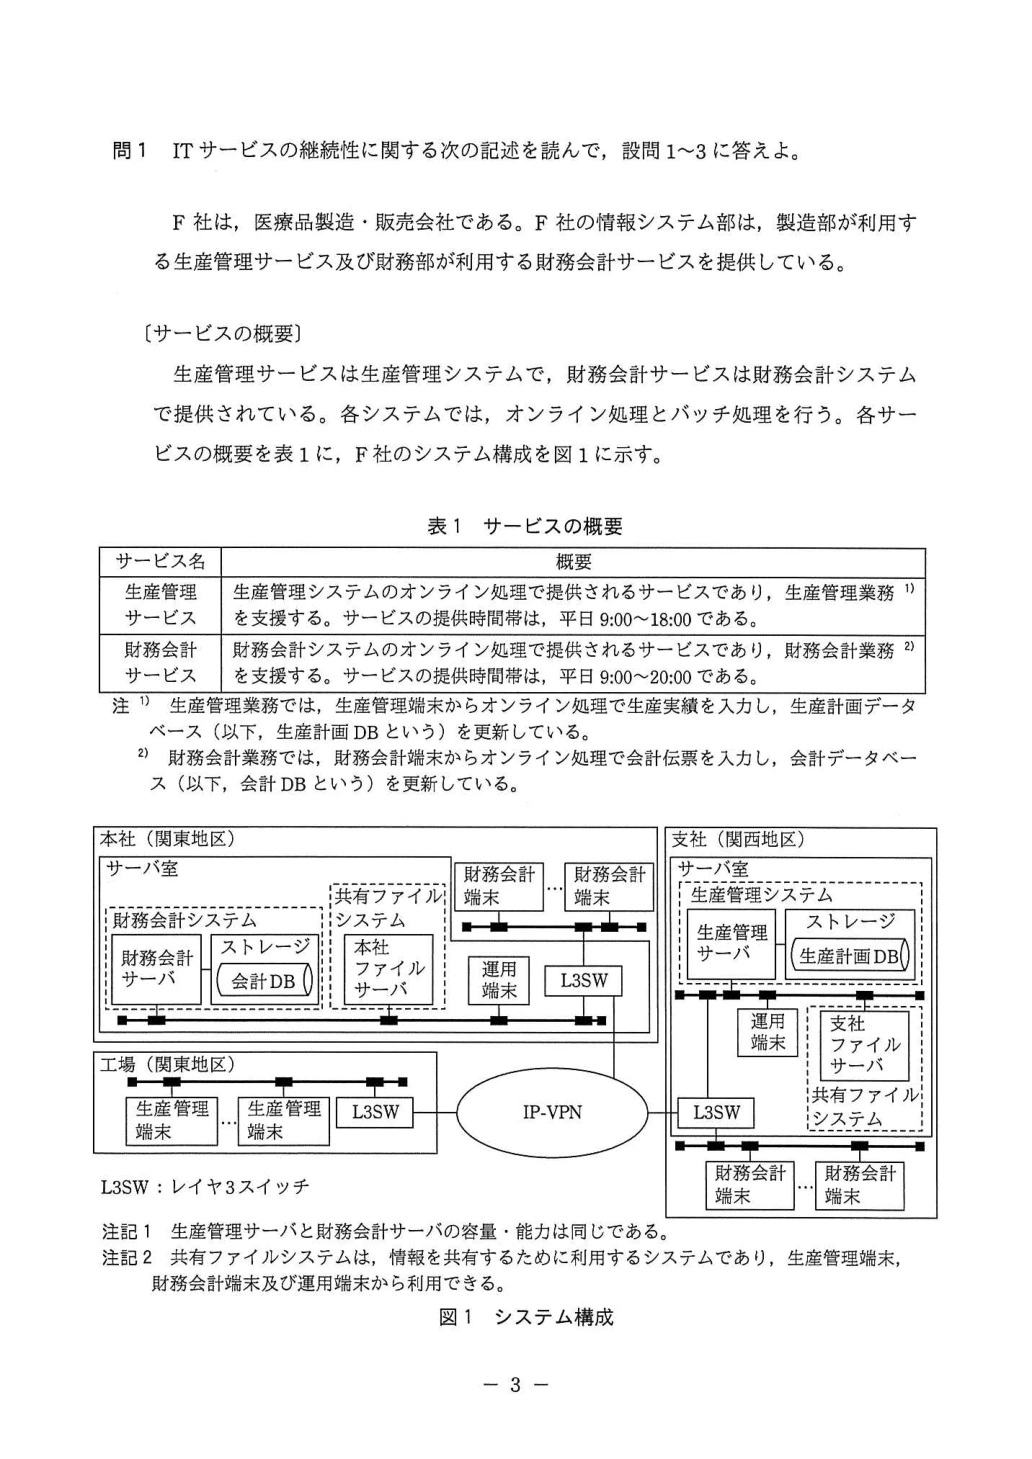 問1 ITサービスの継続性に関する次の記述を読んで，設問1～3に答えよ。
F社は，医療品製造・販売会社である。F社の情報システム部は，製造部が利用す
る生産管理サービス及び財務部が利用する財務会計サービスを提供している。
〔サービスの概要〕
生産管理サービスは生産管理システムで，財務会計サービスは財務会計システム
で提供されている。各システムでは，オンライン処理とバッチ処理を行う。各サー
ビスの概要を表1に，F社のシステム構成を図1に示す。
表1 サービスの概要
サービス名 概要
生産管理
サービス
生産管理システムのオンライン処理で提供されるサービスであり，生産管理業務 1)
を支援する。サービスの提供時間帯は，平日 9:00～18:00 である。
財務会計
サービス
財務会計システムのオンライン処理で提供されるサービスであり，財務会計業務 2)
を支援する。サービスの提供時間帯は，平日 9:00～20:00 である。
注 1) 生産管理業務では，生産管理端末からオンライン処理で生産実績を入力し，生産計画データ
ベース（以下，生産計画 DB という）を更新している。
2) 財務会計業務では，財務会計端末からオンライン処理で会計伝票を入力し，会計データベー
ス（以下，会計 DB という）を更新している。
本社（関東地区）
サーバ室
財務会計システム
財務会計
サーバ
ストレージ
会計DB
共有ファイル
システム
本社
ファイル
サーバ
財務会計
端末
…
財務会計
端末
運用
端末
L3SW
工場（関東地区）
生産管理
端末
…
生産管理
端末
L3SW
IP-VPN
支社（関西地区）
サーバ室
生産管理システム
生産管理
サーバ
ストレージ
生産計画DB
運用
端末
支社
ファイル
サーバ
共有ファイル
システム
L3SW
財務会計
端末
…
財務会計
端末
L3SW：レイヤ3スイッチ
注記1 生産管理サーバと財務会計サーバの容量・能力は同じである。
注記2 共有ファイルシステムは，情報を共有するために利用するシステムであり，生産管理端末，
財務会計端末及び運用端末から利用できる。
図1 システム構成
－ 3 －